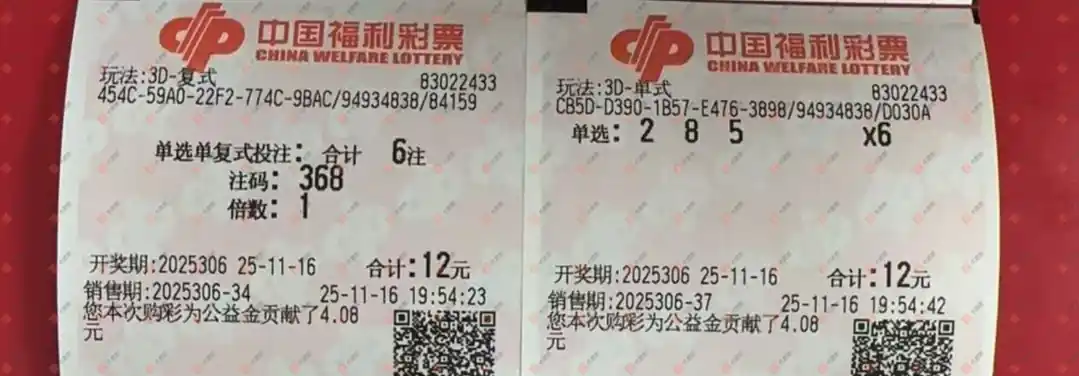 中国福利彩票
CHINA WELFARE LOTTERY
玩法:3D-复式 83022433
454C-59A0-22F2-774C-9BAC/94934838/84159
单选单复式投注: 合计 6注
注码: 368
倍数: 1
开奖期:2025306 25-11-16 合计:12元
销售期:2025306-34 25-11-16 19:54:23
您本次购彩为公益金贡献了4.08
元
中国福利彩票
CHINA WELFARE LOTTERY
玩法:3D-单式 83022433
CB5D-D390-1B57-E476-3898/94934838/D030A
单选: 2 8 5 x6
开奖期:2025306 25-11-16 合计:12元
销售期:2025306-37 25-11-16 19:54:42
您本次购彩为公益金贡献了4.08
元